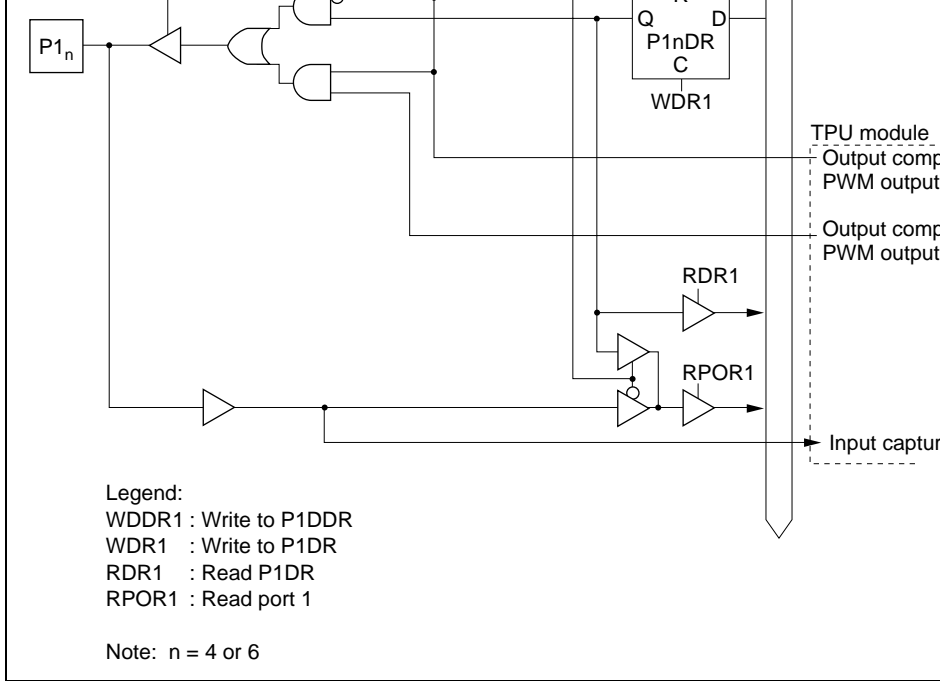 Q D
P1nDR
C
WDR1
P1n
TPU module
Output comp
PWM output
Output comp
PWM output
RDR1
RPOR1
Input captur
Legend:
WDDR1 : Write to P1DDR
WDR1 : Write to P1DR
RDR1 : Read P1DR
RPOR1 : Read port 1
Note: n = 4 or 6